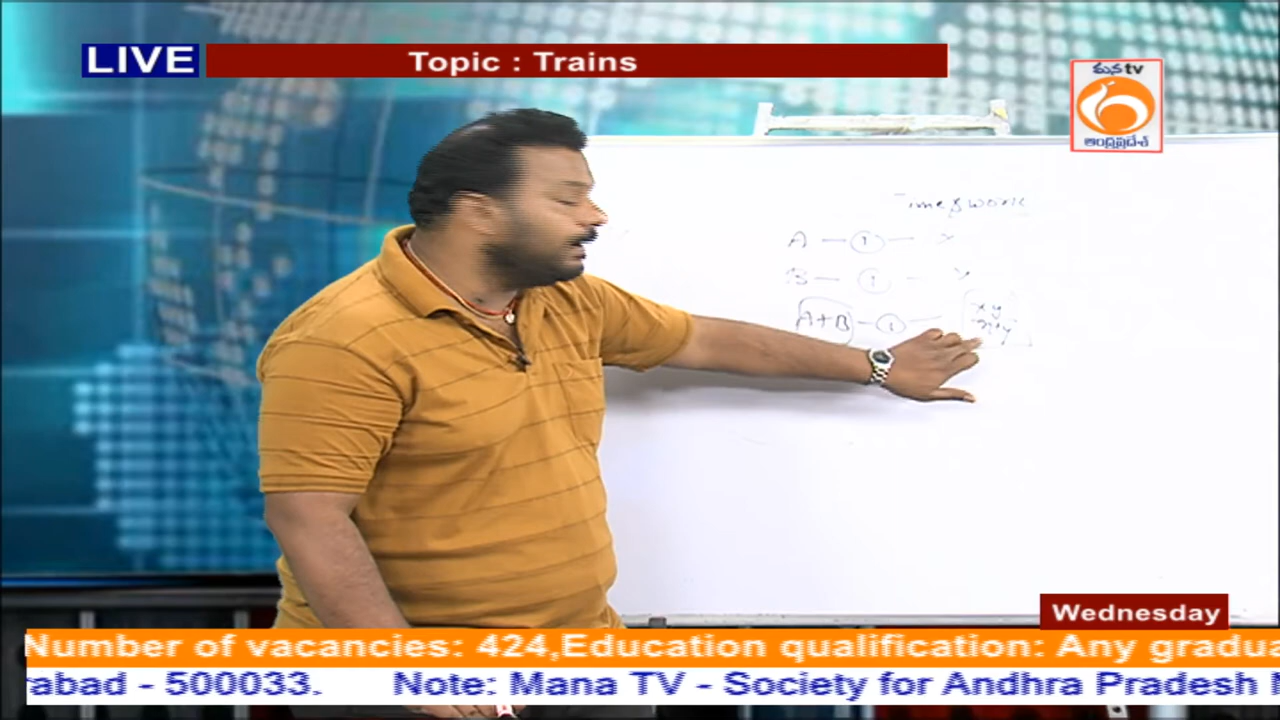 LIVE
Topic : Trains
మన tv
ఆంధ్రప్రదేశ్
Time & work
A — 1 — x
B — 1 — y
A+B — 1 — xy
x+y
Wednesday
Number of vacancies: 424,Education qualification: Any gradua
rabad - 500033. Note: Mana TV - Society for Andhra Pradesh N